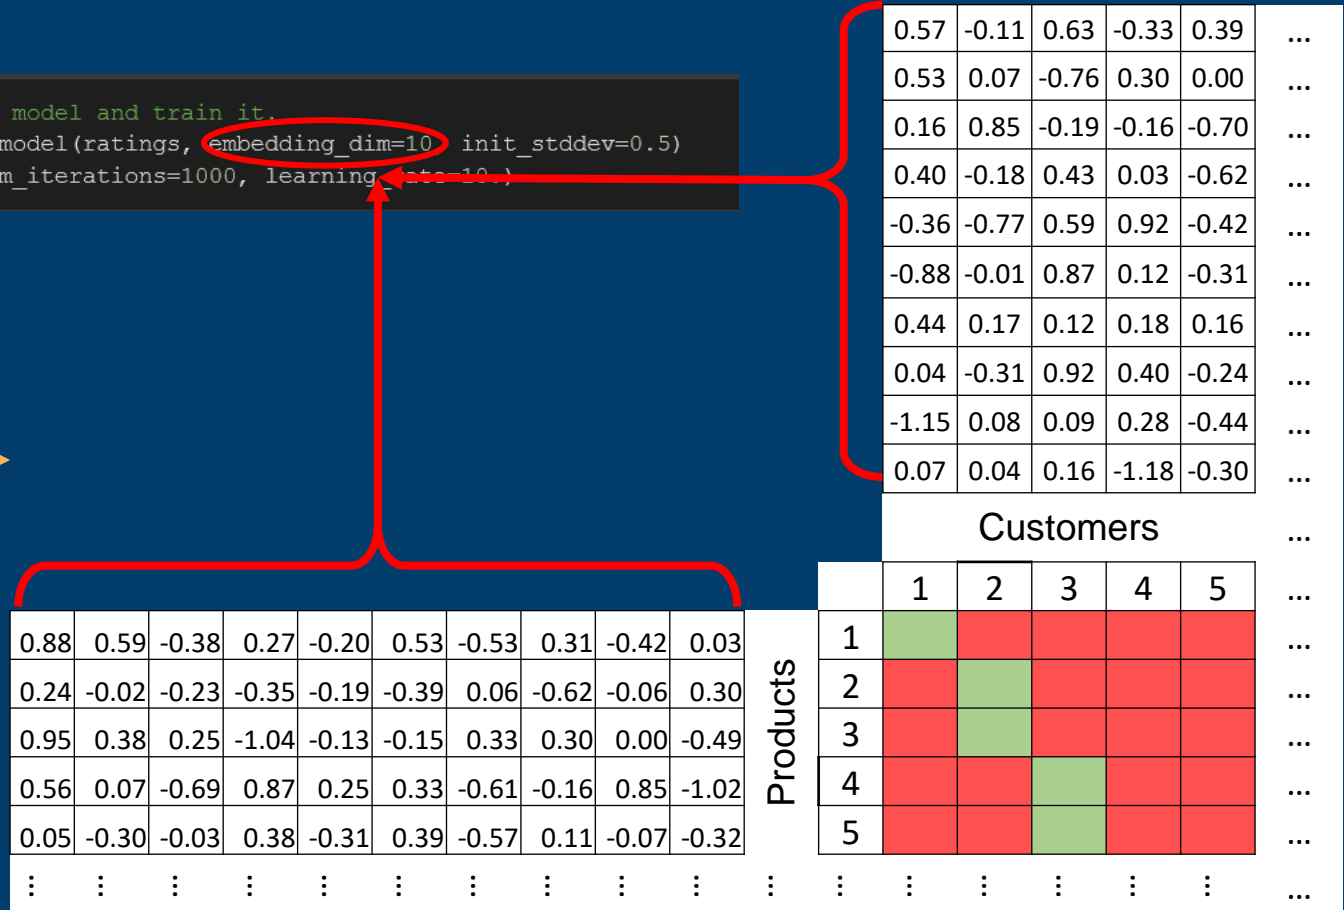 0.57 -0.11 0.63 -0.33 0.39 ...
0.53 0.07 -0.76 0.30 0.00 ...
0.16 0.85 -0.19 -0.16 -0.70 ...
0.40 -0.18 0.43 0.03 -0.62 ...
-0.36 -0.77 0.59 0.92 -0.42 ...
-0.88 -0.01 0.87 0.12 -0.31 ...
0.44 0.17 0.12 0.18 0.16 ...
0.04 -0.31 0.92 0.40 -0.24 ...
-1.15 0.08 0.09 0.28 -0.44 ...
0.07 0.04 0.16 -1.18 -0.30 ...
model and train it.
model(ratings, embedding_dim=10 init_stddev=0.5)
m_iterations=1000, learning
Customers ...
1 2 3 4 5 ...
0.88 0.59 -0.38 0.27 -0.20 0.53 -0.53 0.31 -0.42 0.03 1 ...
0.24 -0.02 -0.23 -0.35 -0.19 -0.39 0.06 -0.62 -0.06 0.30 2 ...
0.95 0.38 0.25 -1.04 -0.13 -0.15 0.33 0.30 0.00 -0.49 3 ...
0.56 0.07 -0.69 0.87 0.25 0.33 -0.61 -0.16 0.85 -1.02 4 ...
0.05 -0.30 -0.03 0.38 -0.31 0.39 -0.57 0.11 -0.07 -0.32 5 ...
Products
⋮ ⋮ ⋮ ⋮ ⋮ ⋮ ⋮ ⋮ ⋮ ⋮ ⋮ ⋮ ⋮ ⋮ ⋮ ⋮ ⋮ ...